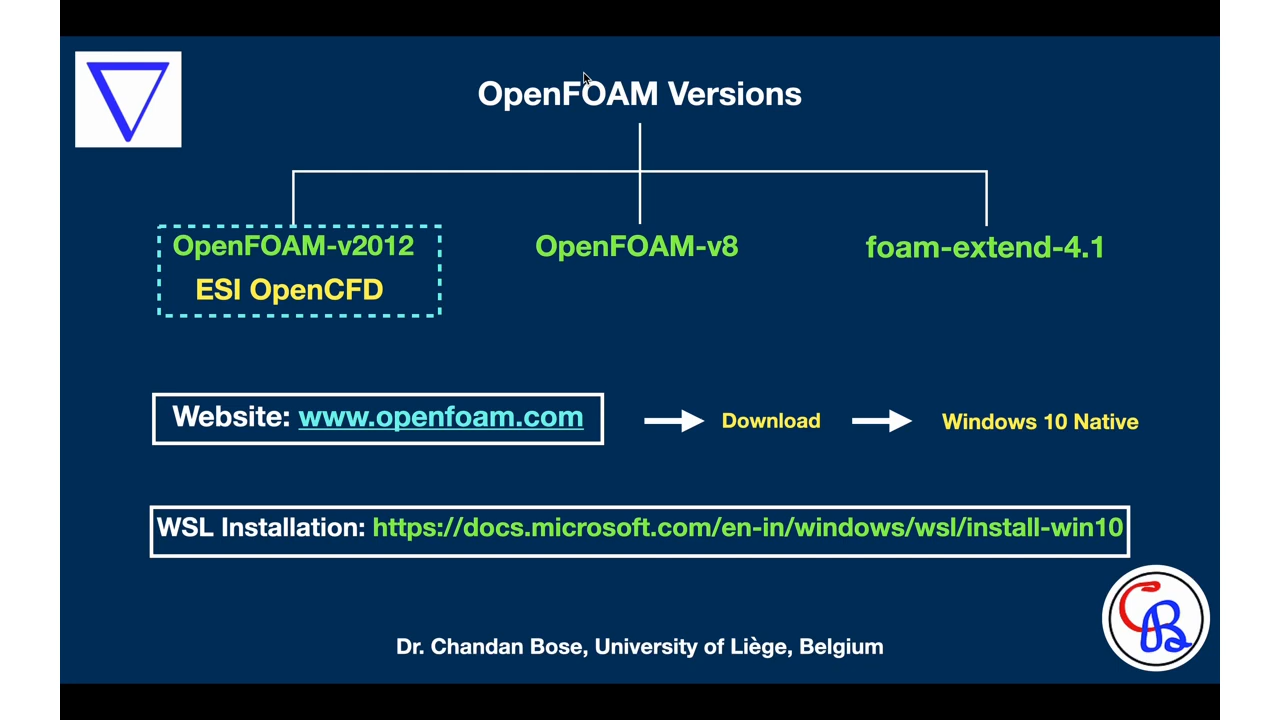 OpenFOAM Versions
OpenFOAM-v2012
ESI OpenCFD
OpenFOAM-v8
foam-extend-4.1
Website: www.openfoam.com
Download
Windows 10 Native
WSL Installation: https://docs.microsoft.com/en-in/windows/wsl/install-win10
Dr. Chandan Bose, University of Liège, Belgium
CB